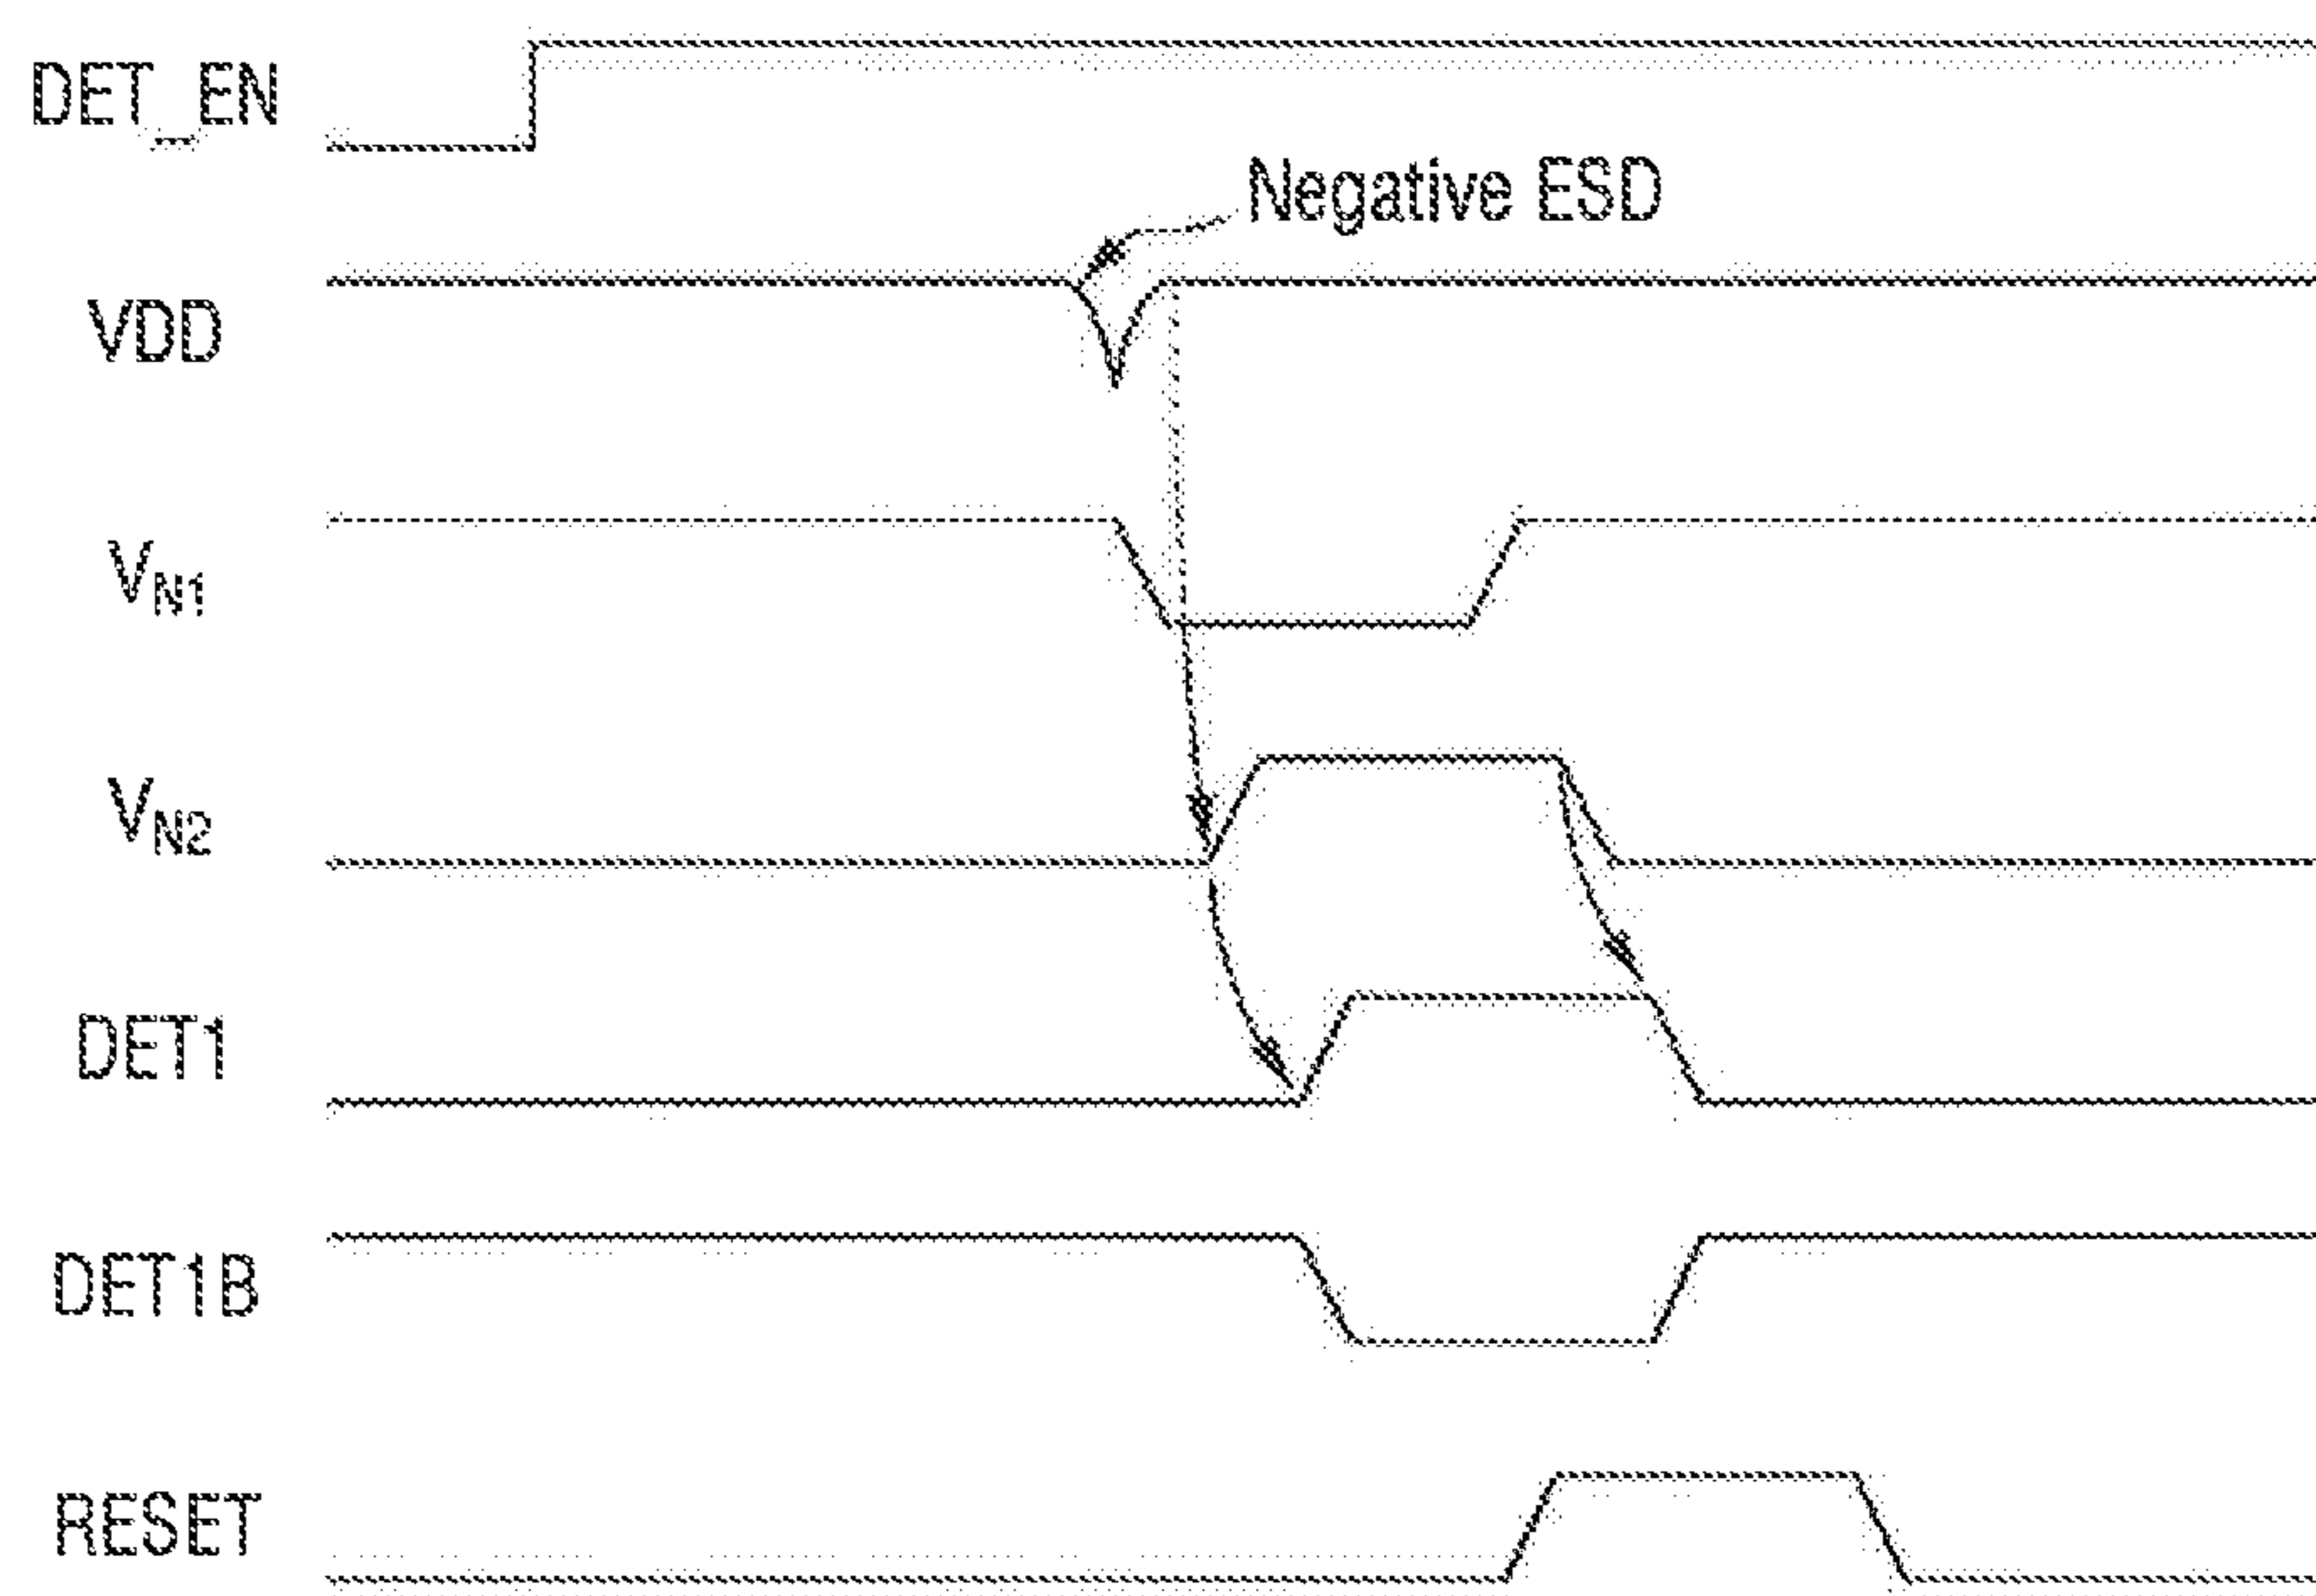 DET_EN
Negative ESD
VDD
VN1
VN2
DET1
DET1B
RESET